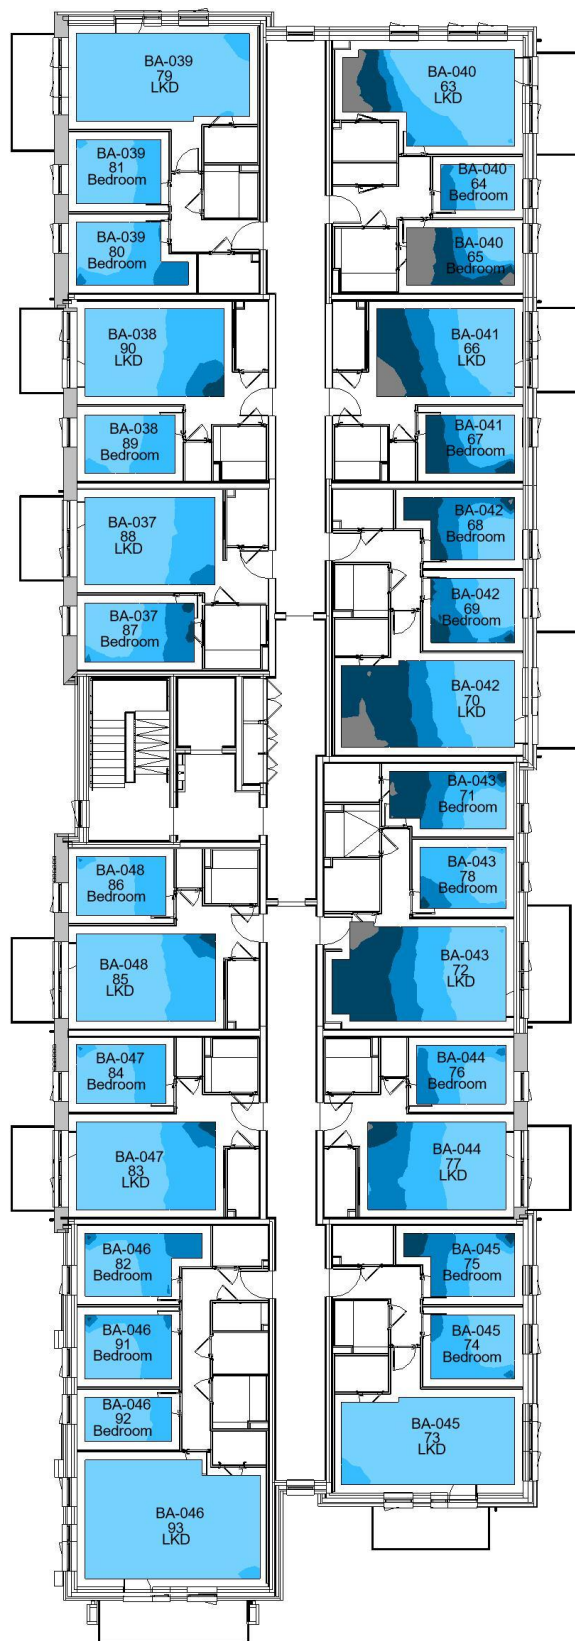 BA-039
79
LKD
BA-040
63
LKD
BA-039
81
Bedroom
BA-040
64
Bedroom
BA-039
80
Bedroom
BA-040
65
Bedroom
BA-038
90
LKD
BA-041
66
LKD
BA-038
89
Bedroom
BA-041
67
Bedroom
BA-037
88
LKD
BA-042
68
Bedroom
BA-042
69
Bedroom
BA-037
87
Bedroom
BA-042
70
LKD
BA-043
71
Bedroom
BA-048
86
Bedroom
BA-043
78
Bedroom
BA-048
85
LKD
BA-043
72
LKD
BA-047
84
Bedroom
BA-044
76
Bedroom
BA-047
83
LKD
BA-044
77
LKD
BA-046
82
Bedroom
BA-045
75
Bedroom
BA-046
91
Bedroom
BA-045
74
Bedroom
BA-046
92
Bedroom
BA-045
73
LKD
BA-046
93
LKD